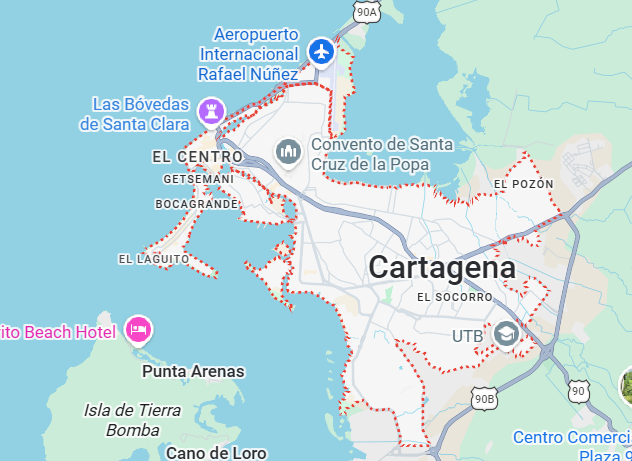 90A
Aeropuerto
Internacional
Rafael Núñez
Las Bóvedas
de Santa Clara
Convento de Santa
Cruz de la Popa
EL CENTRO
GETSEMANI
EL POZÓN
BOCAGRANDE
EL LAGUITO
Cartagena
EL SOCORRO
rito Beach Hotel
UTB
Punta Arenas
90
90B
Isla de Tierra
Bomba
Centro Comerci
Plaza 9
Cano de Loro